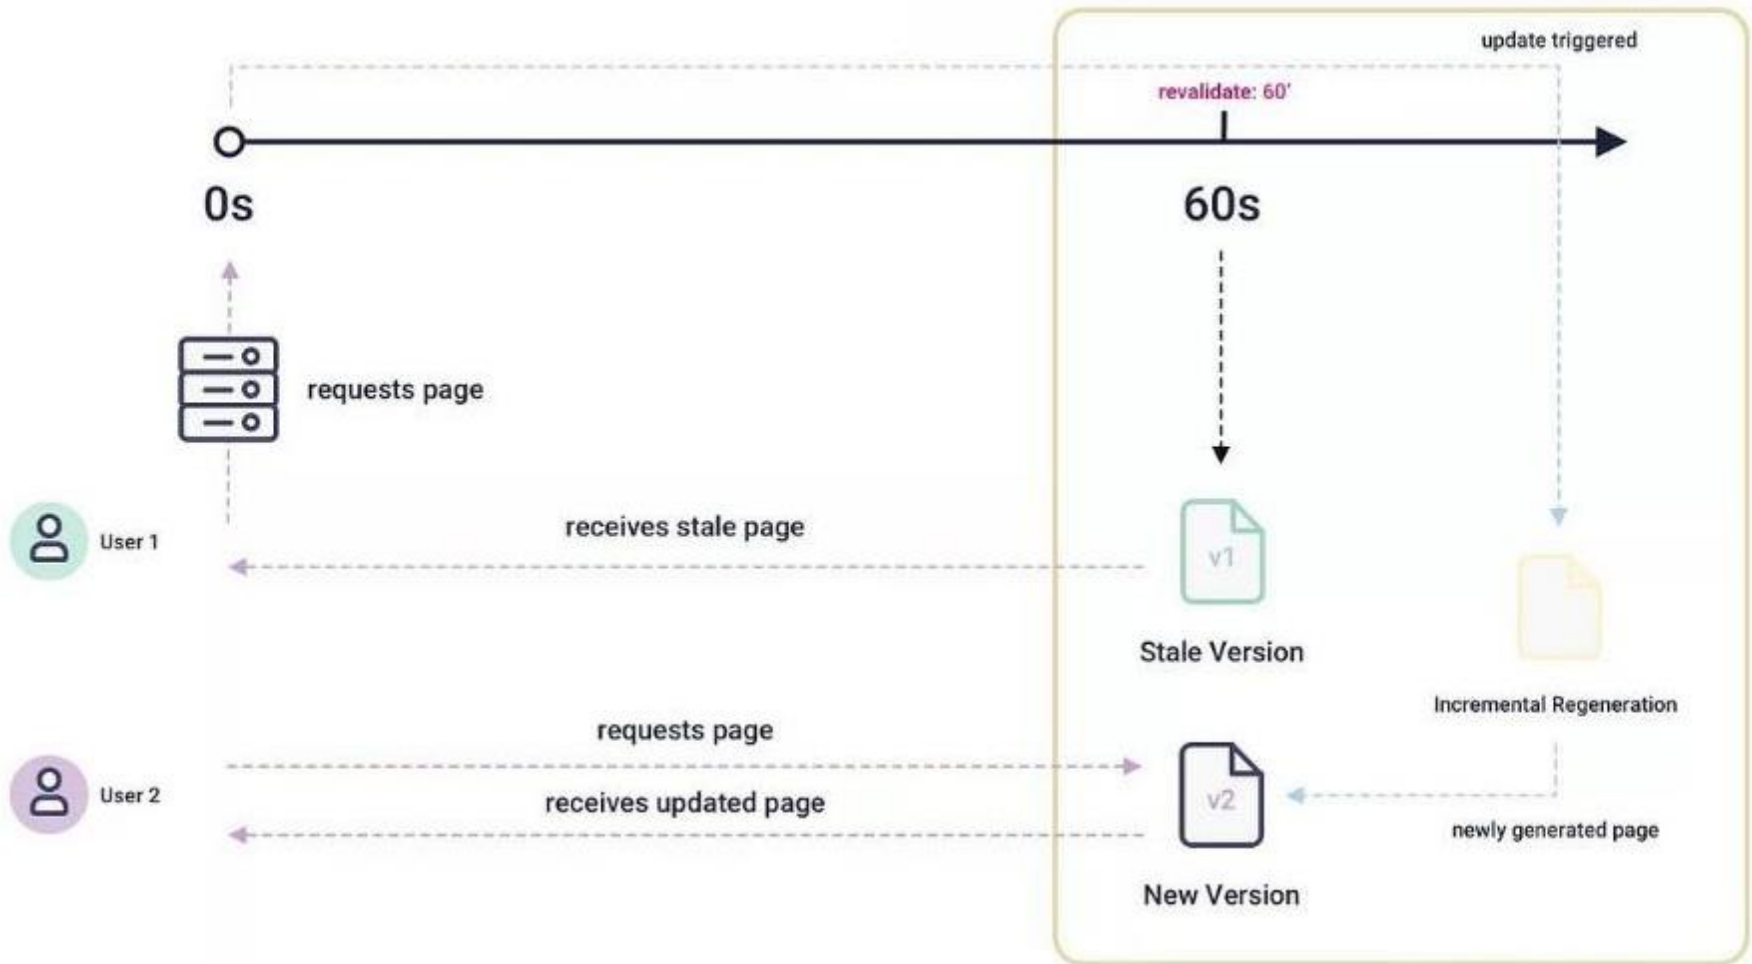 update triggered
revalidate: 60'
0s
60s
requests page
User 1
receives stale page
v1
Stale Version
Incremental Regeneration
requests page
User 2
receives updated page
v2
newly generated page
New Version